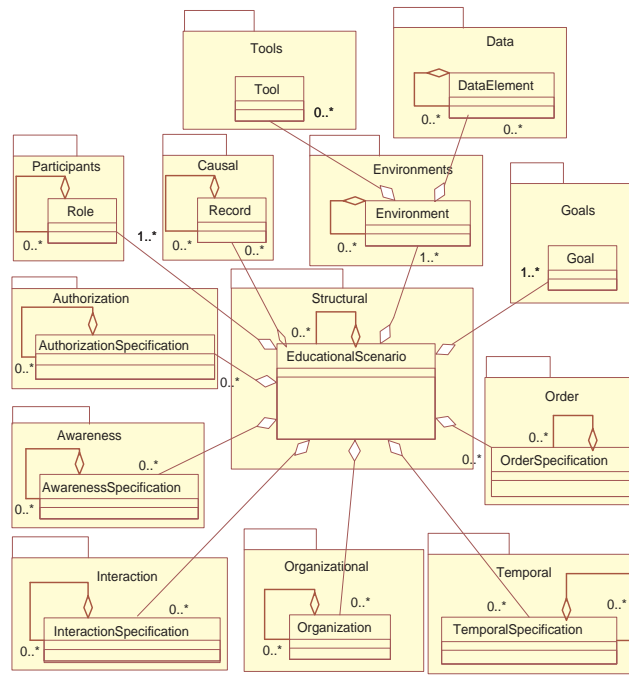 Tools
Tool
0..*
Data
DataElement
0..*
0..*
Participants
Role
0..*
1..*
Causal
Record
0..*
0..*
Environments
Environment
0..*
1..*
Goals
Goal
1..*
Authorization
AuthorizationSpecification
0..*
0..*
Structural
0..*
EducationalScenario
Order
0..*
OrderSpecification
0..*
Awareness
0..*
AwarenessSpecification
0..*
Interaction
0..*
InteractionSpecification
0..*
Organizational
0..*
Organization
0..*
Temporal
0..*
TemporalSpecification
0..*